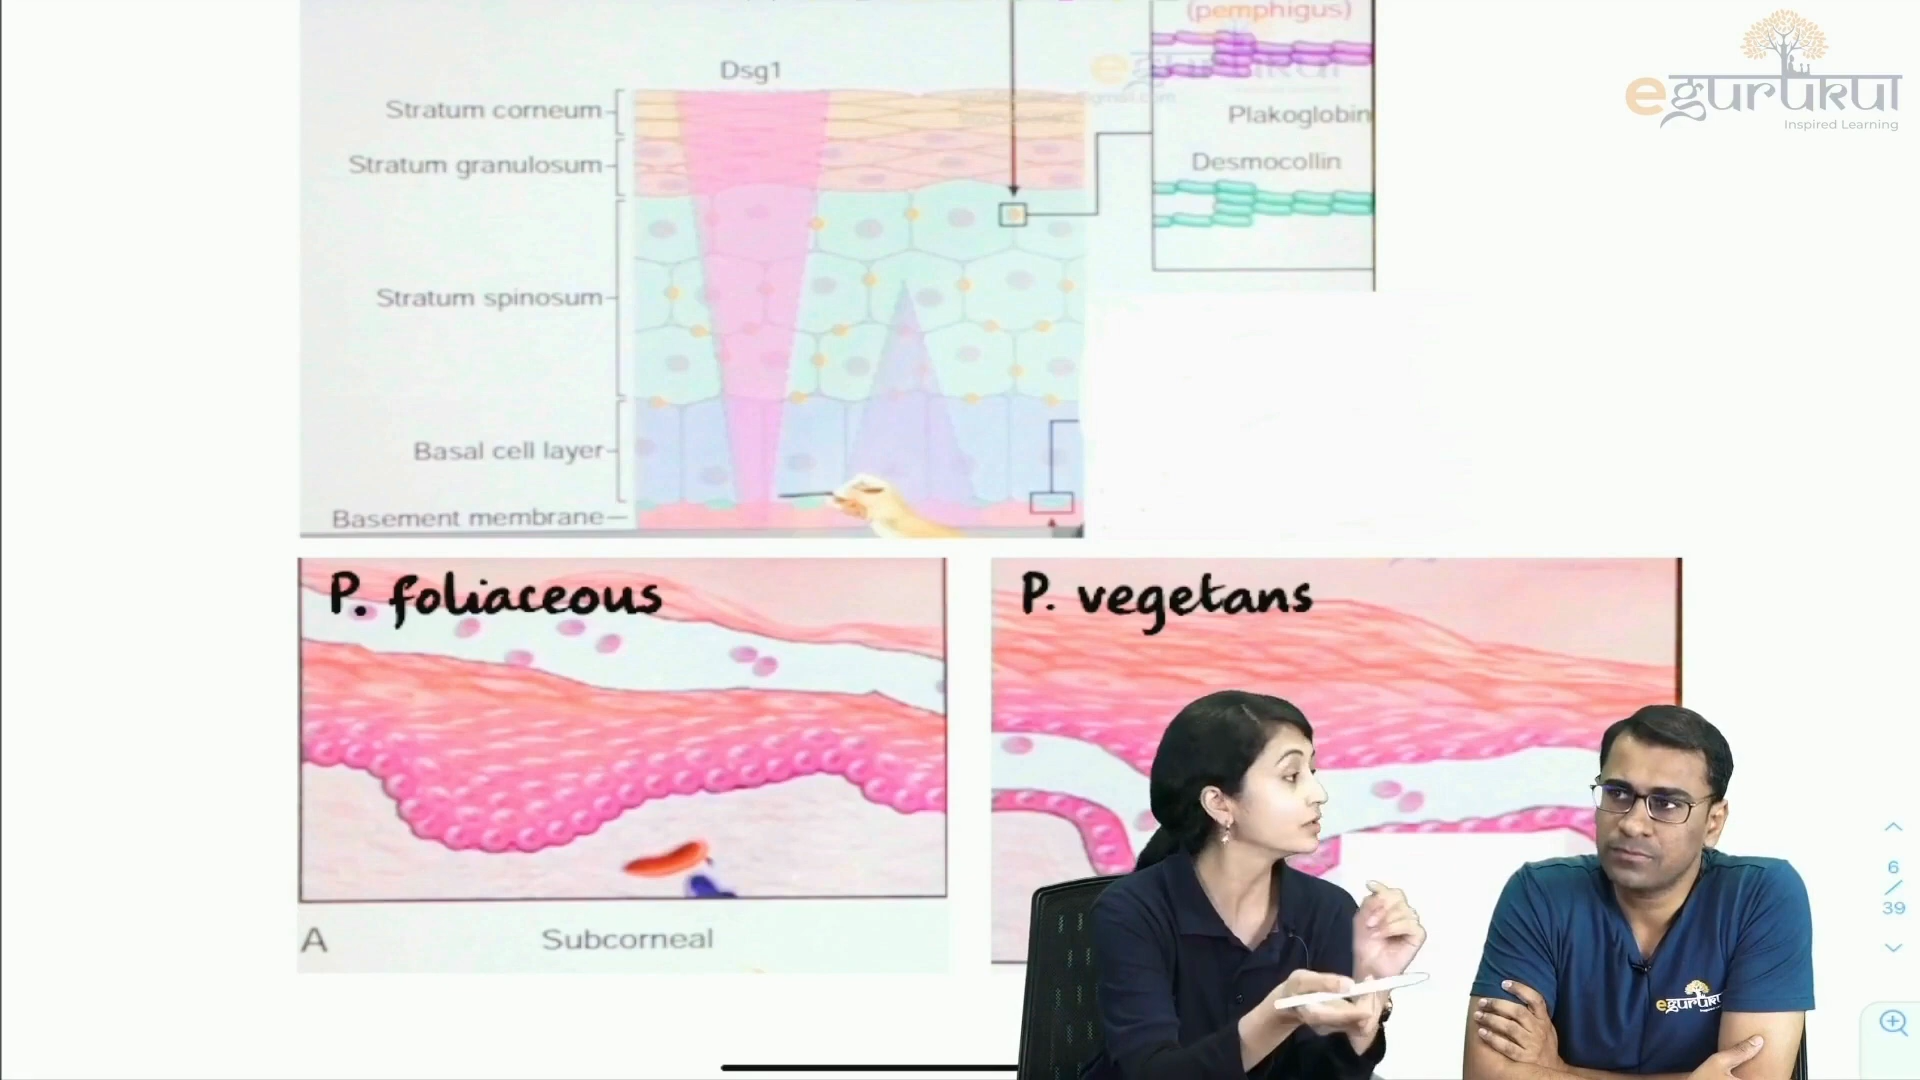 (pemphigus)
Dsg1
Stratum corneum
Stratum granulosum
Stratum spinosum
Basal cell layer
Basement membrane
Plakoglobin
Desmocollin
egurukul
Inspired Learning
P. foliaceous
P. vegetans
A
Subcorneal
6
/
39
egurukul